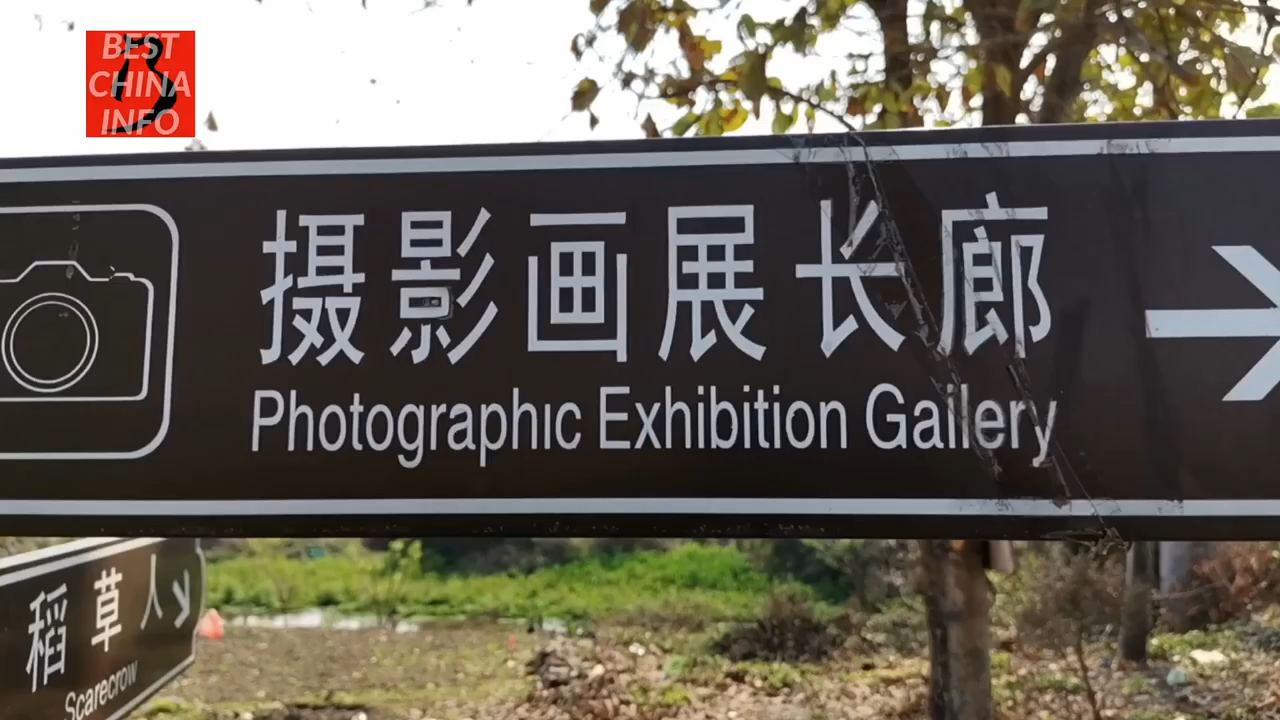 BEST
CHINA
INFO
摄影画展长廊
Photographic Exhibition Gallery
稻草人
Scarecrow